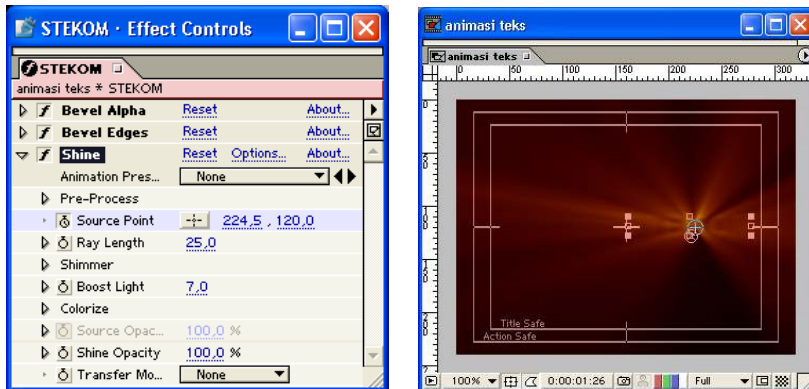 STEKOM · Effect Controls
STEKOM
animasi teks * STEKOM
Bevel Alpha Reset About...
Bevel Edges Reset About...
Shine Reset Options... About...
Animation Pres... None
Pre-Process
Source Point 224,5 , 120,0
Ray Length 25,0
Shimmer
Boost Light 7,0
Colorize
Source Opac... 100,0 %
Shine Opacity 100,0 %
Transfer Mo... None
animasi teks
animasi teks
0 50 100 150 200 250 300
Title Safe
Action Safe
100% 0:00:01:26 Full